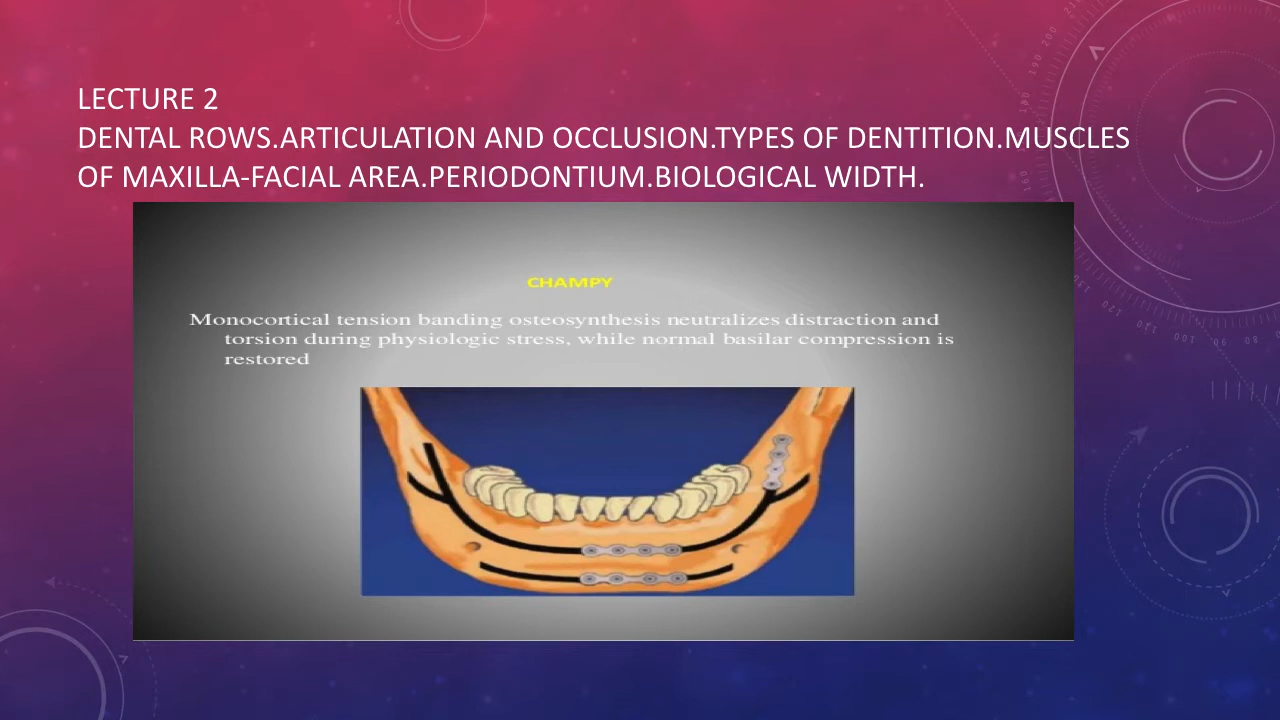 LECTURE 2
DENTAL ROWS.ARTICULATION AND OCCLUSION.TYPES OF DENTITION.MUSCLES
OF MAXILLA-FACIAL AREA.PERIODONTIUM.BIOLOGICAL WIDTH.
CHAMPY
Monocortical tension banding osteosynthesis neutralizes distraction and
torsion during physiologic stress, while normal basilar compression is
restored